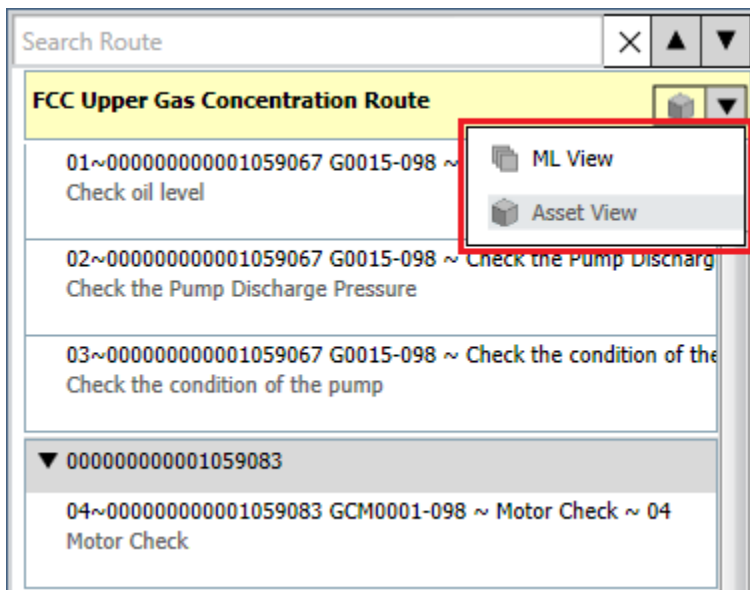 Search Route
FCC Upper Gas Concentration Route
ML View
Asset View
01~000000000001059067 G0015-098 ~
Check oil level
02~000000000001059067 G0015-098 ~ Check the Pump Discharg
Check the Pump Discharge Pressure
03~000000000001059067 G0015-098 ~ Check the condition of the
Check the condition of the pump
000000000001059083
04~000000000001059083 GCM0001-098 ~ Motor Check ~ 04
Motor Check